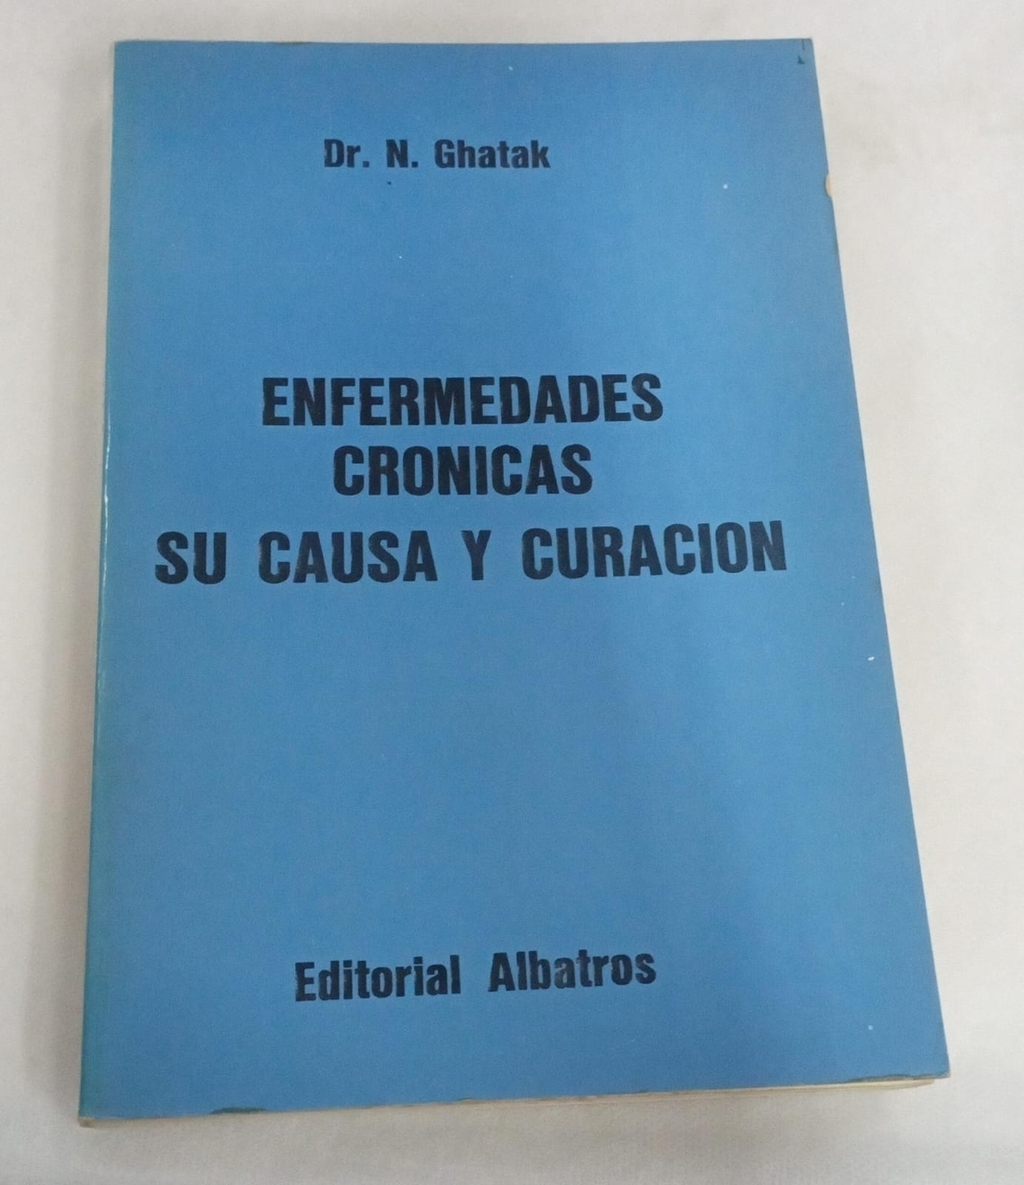 Dr. N. Ghatak
ENFERMEDADES
CRONICAS
SU CAUSA Y CURACION
Editorial Albatros